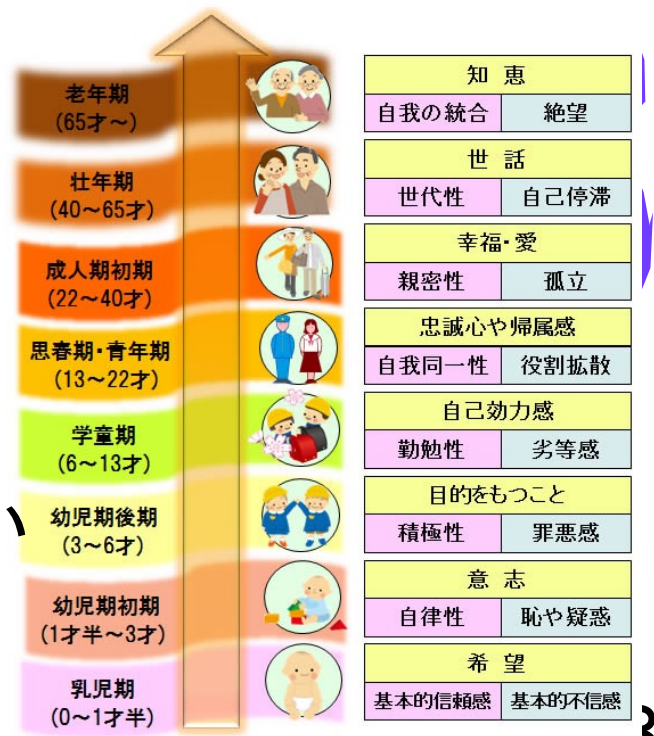 老年期
(65才～)
知 恵
自我の統合 絶望
壮年期
(40～65才)
世 話
世代性 自己停滞
成人期初期
(22～40才)
幸福・愛
親密性 孤立
思春期・青年期
(13～22才)
忠誠心や帰属感
自我同一性 役割拡散
学童期
(6～13才)
自己効力感
勤勉性 劣等感
幼児期後期
(3～6才)
目的をもつこと
積極性 罪悪感
幼児期初期
(1才半～3才)
意 志
自律性 恥や疑惑
乳児期
(0～1才半)
希 望
基本的信頼感 基本的不信感